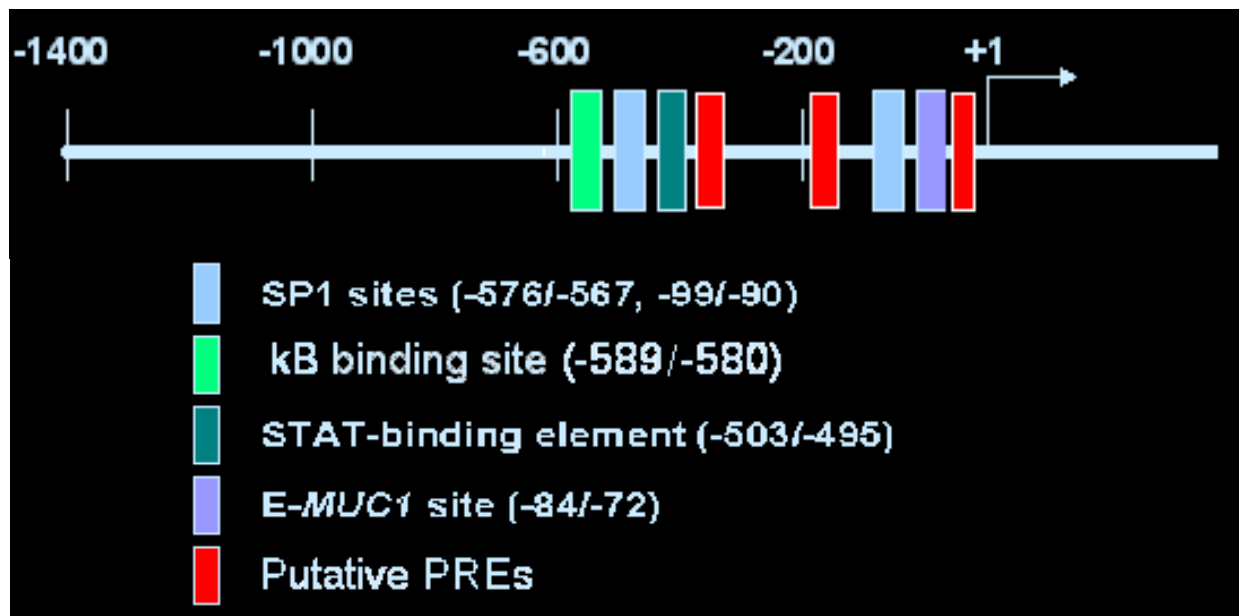 -1400 -1000 -600 -200 +1
SP1 sites (-576/-567, -99/-90)
kB binding site (-589/-580)
STAT-binding element (-503/-495)
E-MUC1 site (-84/-72)
Putative PREs